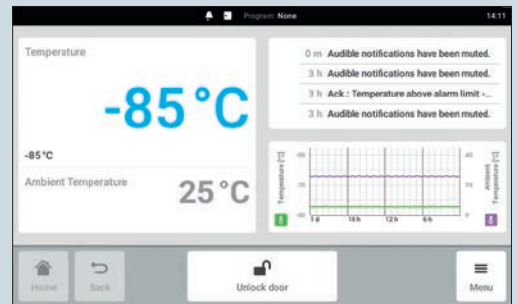 Program: None
14:11
Temperature
-85 °C
-85 °C
Ambient Temperature
25 °C
0 m Audible notifications have been muted.
3 h Audible notifications have been muted.
3 h Ack.: Temperature above alarm limit -...
3 h Audible notifications have been muted.
Temperature [°C]
1 d
18 h
12 h
6 h
Ambient
Temperature [°C]
Home
Back
Unlock door
Menu